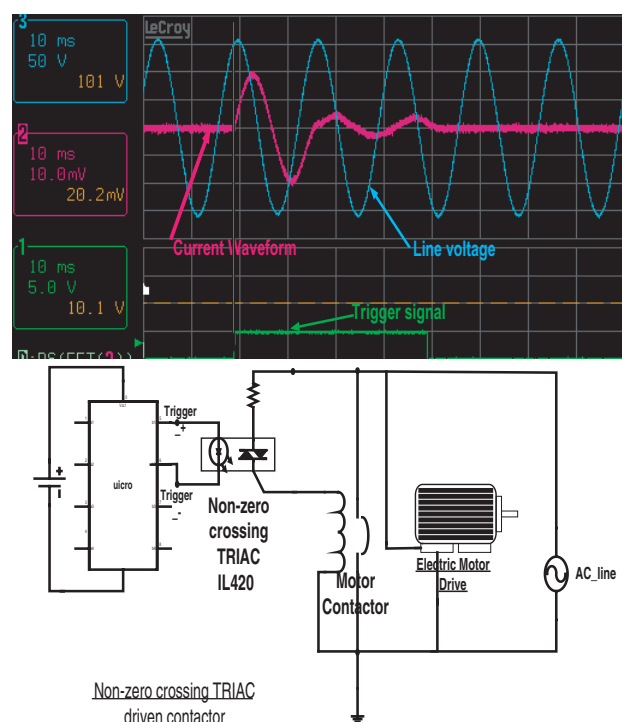 LeCroy
3
10 ms
50 V
101 V
2
10 ms
10.0mV
20.2mV
Current Waveform
Line voltage
1
10 ms
5.0 V
10.1 V
Trigger signal
Trigger
+
−
uicro
Trigger
Non-zero
crossing
TRIAC
IL420
Motor
Contactor
Electric Motor
Drive
AC_line
Non-zero crossing TRIAC
driven contactor